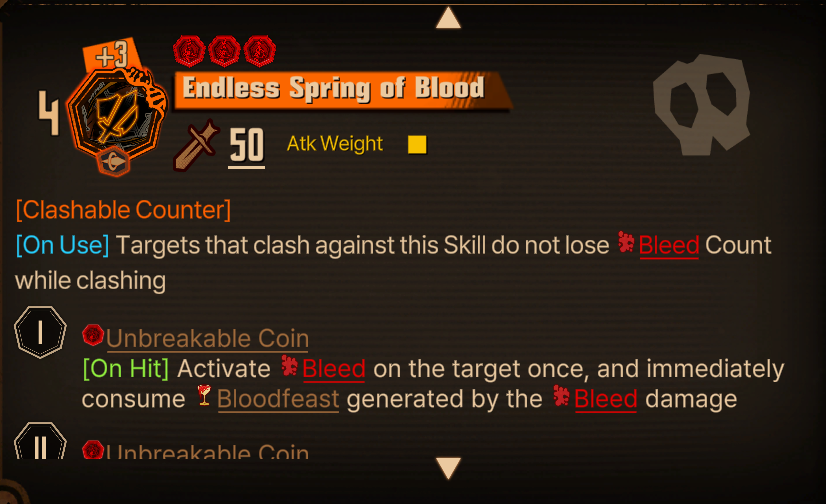 +3
4
Endless Spring of Blood
50
Atk Weight
[Clashable Counter]
[On Use] Targets that clash against this Skill do not lose Bleed Count
while clashing
I
Unbreakable Coin
[On Hit] Activate Bleed on the target once, and immediately
consume Bloodfeast generated by the Bleed damage
II
Unbreakable Coin